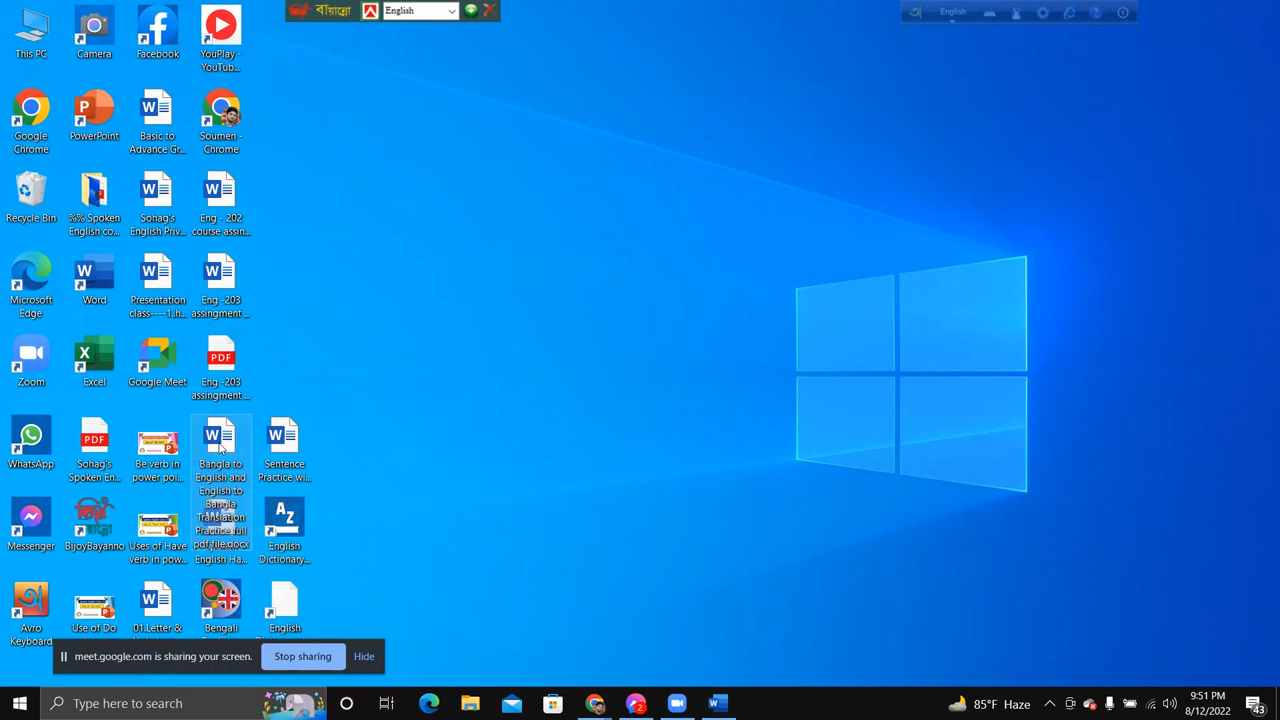 বাঁয়ান্নো
English
English
This PC
Camera
Facebook
YouPlay -
YouTub...
Google
Chrome
PowerPoint
Basic to
Advance Gr...
Soumen -
Chrome
Recycle Bin
%% Spoken
English co...
Sohag's
English Priv...
Eng - 202
course assin...
Microsoft
Edge
Word
Presentation
class----1..h...
Eng -203
assingment ...
Zoom
Excel
Google Meet
Eng -203
assingment ...
WhatsApp
Sohag's
Spoken En...
Be verb in
power poi...
Bangla to
English and
English to
Bangla
Translation
Practice full
pdf file.docx
Sentence
Practice wi...
Messenger
BijoyBayanno
Uses of Have
verb in pow...
English Ha...
English
Dictionary...
Avro
Keyboard
Use of Do
01.Letter &
Bengali
English
meet.google.com is sharing your screen.
Stop sharing
Hide
Type here to search
2
85°F Haze
9:51 PM
8/12/2022
43